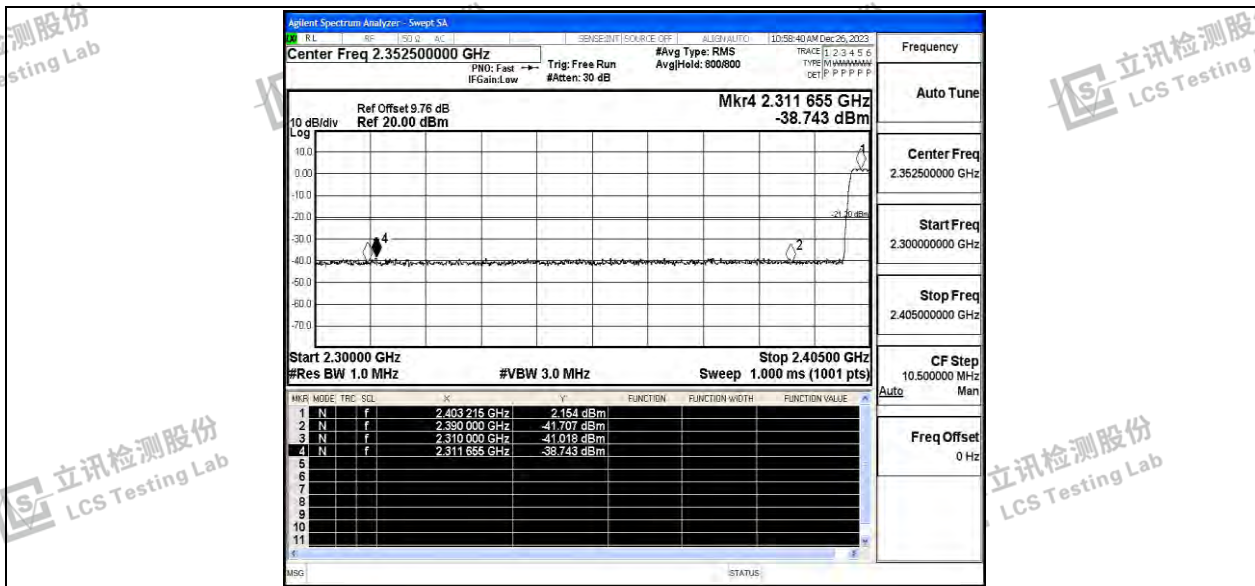 Agilent Spectrum Analyzer - Swept SA
RL RF 50 Ω AC SENSE:INT SOURCE OFF ALIGN AUTO 10:58:40 AM Dec 26, 2023
Center Freq 2.352500000 GHz
PNO: Fast
IFGain:Low
Trig: Free Run
#Atten: 30 dB
#Avg Type: RMS
Avg|Hold: 800/800
TRACE 1 2 3 4 5 6
TYPE M WWWWW
DET P P P P P P
Frequency
Auto Tune
Center Freq
2.352500000 GHz
Start Freq
2.300000000 GHz
Stop Freq
2.405000000 GHz
CF Step
10.500000 MHz
Auto Man
Freq Offset
0 Hz
Mkr4 2.311 655 GHz
-38.743 dBm
Ref Offset 9.76 dB
10 dB/div Ref 20.00 dBm
Log
10.0
0.00
-10.0
-20.0
-30.0
-40.0
-50.0
-60.0
-70.0
1
-21.20 dBm
4
2
Start 2.30000 GHz Stop 2.40500 GHz
#Res BW 1.0 MHz #VBW 3.0 MHz Sweep 1.000 ms (1001 pts)
MKR MODE TRC SCL X Y FUNCTION FUNCTION WIDTH FUNCTION VALUE
1 N f 2.403 215 GHz 2.154 dBm
2 N f 2.390 000 GHz -41.707 dBm
3 N f 2.310 000 GHz -41.018 dBm
4 N f 2.311 655 GHz -38.743 dBm
5
6
7
8
9
10
11
MSG STATUS
测股份
esting Lab
立讯检测股
LCS Testing
立讯检测股份
LCS Testing Lab
立讯检测股份
LCS Testing Lab